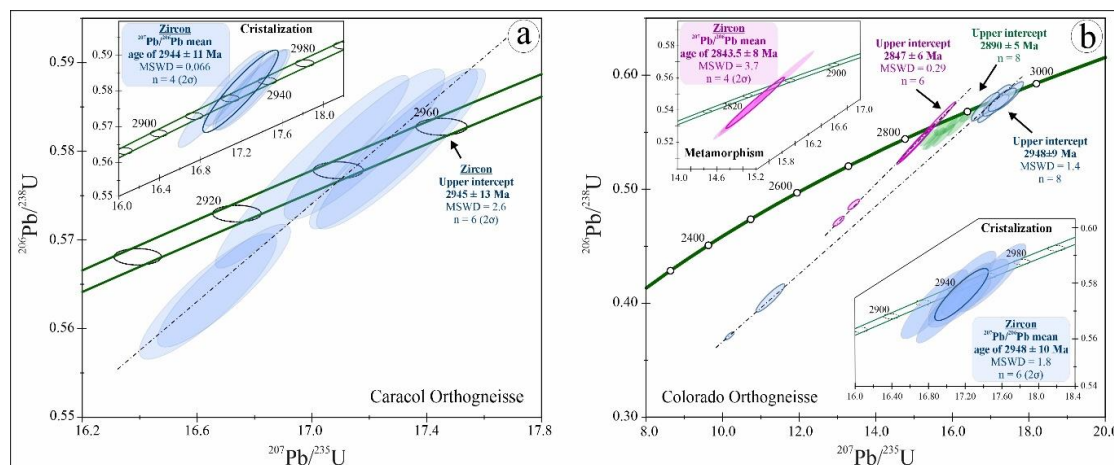 a
Cristalization
Zircon
²⁰⁷Pb/²⁰⁶Pb mean
age of 2944 ± 11 Ma
MSWD = 0.066
n = 4 (2σ)
2980
2940
2900
0.59
0.58
0.57
0.56
0.55
16.0
16.4
16.8
17.2
17.6
18.0
2960
2920
Zircon
Upper intercept
2945 ± 13 Ma
MSWD = 2.6
n = 6 (2σ)
Caracol Orthogneisse
0.59
0.58
0.57
0.56
0.55
²⁰⁶Pb/²³⁸U
16.2
16.6
17.0
17.4
17.8
²⁰⁷Pb/²³⁵U
b
Zircon
²⁰⁷Pb/²⁰⁶Pb mean
age of 2843.5 ± 8 Ma
MSWD = 3.7
n = 4 (2σ)
0.58
0.56
0.54
0.52
0.50
2900
2820
Metamorphism
14.0
14.6
15.2
15.8
16.4
17.0
Upper intercept
2847 ± 6 Ma
MSWD = 0.29
n = 6
Upper intercept
2890 ± 5 Ma
n = 8
3000
2800
2600
2400
Upper intercept
2948±9 Ma
MSWD = 1.4
n = 8
Cristalization
2980
2940
2900
0.60
0.58
0.56
0.54
Zircon
²⁰⁷Pb/²⁰⁶Pb mean
age of 2948 ± 10 Ma
MSWD = 1.8
n = 6 (2σ)
16.0
16.40
16.80
17.20
17.60
18.0
18.4
Colorado Orthogneisse
0.60
0.50
0.40
0.30
²⁰⁶Pb/²³⁸U
8.0
10.0
12.0
14.0
16.0
18.0
20.0
²⁰⁷Pb/²³⁵U